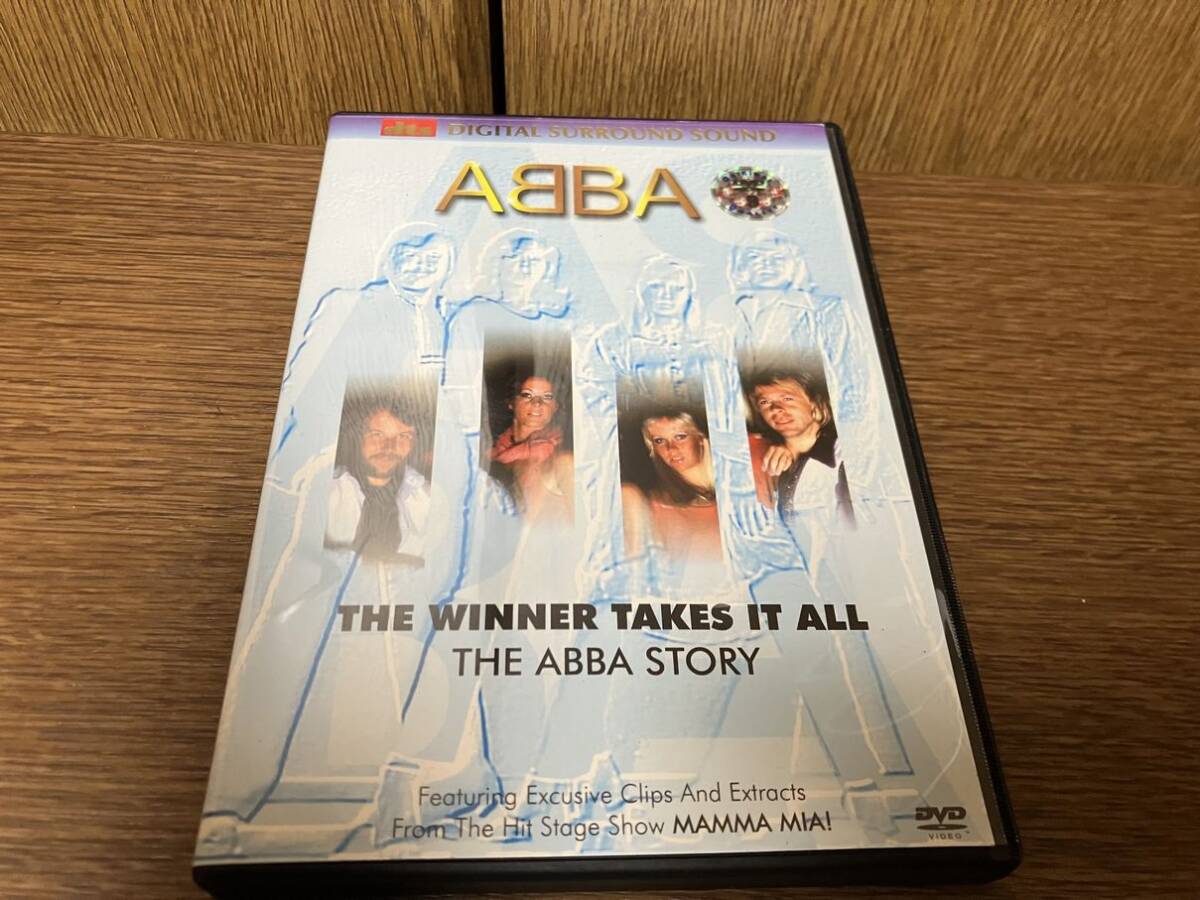 dts DIGITAL SURROUND SOUND
ABBA
THE WINNER TAKES IT ALL
THE ABBA STORY
Featuring Excusive Clips And Extracts
From The Hit Stage Show MAMMA MIA!
DVD
VIDEO